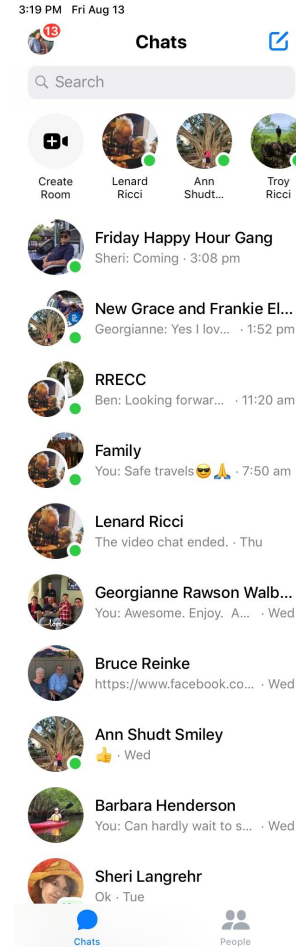 3:19 PM Fri Aug 13
13
Chats
Search
Create
Room
Lenard
Ricci
Ann
Shudt...
Troy
Ricci
Friday Happy Hour Gang
Sheri: Coming · 3:08 pm
New Grace and Frankie El...
Georgianne: Yes I lov... · 1:52 pm
RRECC
Ben: Looking forwar... · 11:20 am
Family
You: Safe travels😎🙏 · 7:50 am
Lenard Ricci
The video chat ended. · Thu
Georgianne Rawson Walb...
You: Awesome. Enjoy. A... · Wed
Bruce Reinke
https://www.facebook.co... · Wed
Ann Shudt Smiley
👍 · Wed
Barbara Henderson
You: Can hardly wait to s... · Wed
Sheri Langrehr
Ok · Tue
Chats
People